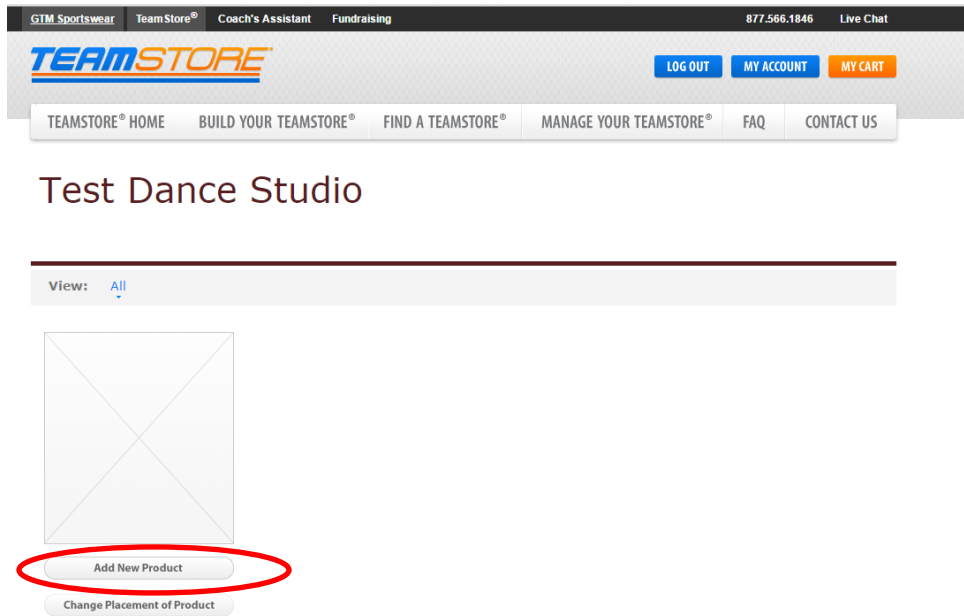 GTM Sportswear TeamStore® Coach's Assistant Fundraising 877.566.1846 Live Chat
TEAMSTORE®
LOG OUT MY ACCOUNT MY CART
TEAMSTORE® HOME BUILD YOUR TEAMSTORE® FIND A TEAMSTORE® MANAGE YOUR TEAMSTORE® FAQ CONTACT US
Test Dance Studio
View: All
Add New Product
Change Placement of Product